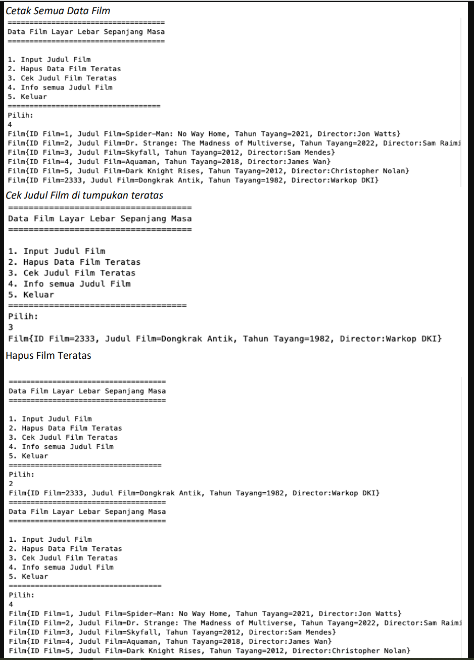 Cetak Semua Data Film
=====================================
Data Film Layar Lebar Sepanjang Masa
=====================================
1. Input Judul Film
2. Hapus Data Film Teratas
3. Cek Judul Film Teratas
4. Info semua Judul Film
5. Keluar
====================================
Pilih:
4
Film{ID Film=1, Judul Film=Spider-Man: No Way Home, Tahun Tayang=2021, Director:Jon Watts}
Film{ID Film=2, Judul Film=Dr. Strange: The Madness of Multiverse, Tahun Tayang=2022, Director:Sam Raimi
Film{ID Film=3, Judul Film=Skyfall, Tahun Tayang=2012, Director:Sam Mendes}
Film{ID Film=4, Judul Film=Aquaman, Tahun Tayang=2018, Director:James Wan}
Film{ID Film=5, Judul Film=Dark Knight Rises, Tahun Tayang=2012, Director:Christopher Nolan}
Film{ID Film=2333, Judul Film=Dongkrak Antik, Tahun Tayang=1982, Director:Warkop DKI}
Cek Judul Film di tumpukan teratas
=====================================
Data Film Layar Lebar Sepanjang Masa
=====================================
1. Input Judul Film
2. Hapus Data Film Teratas
3. Cek Judul Film Teratas
4. Info semua Judul Film
5. Keluar
====================================
Pilih:
3
Film{ID Film=2333, Judul Film=Dongkrak Antik, Tahun Tayang=1982, Director:Warkop DKI}
Hapus Film Teratas
=====================================
Data Film Layar Lebar Sepanjang Masa
=====================================
1. Input Judul Film
2. Hapus Data Film Teratas
3. Cek Judul Film Teratas
4. Info semua Judul Film
5. Keluar
====================================
Pilih:
2
Film{ID Film=2333, Judul Film=Dongkrak Antik, Tahun Tayang=1982, Director:Warkop DKI}
=====================================
Data Film Layar Lebar Sepanjang Masa
=====================================
1. Input Judul Film
2. Hapus Data Film Teratas
3. Cek Judul Film Teratas
4. Info semua Judul Film
5. Keluar
====================================
Pilih:
4
Film{ID Film=1, Judul Film=Spider-Man: No Way Home, Tahun Tayang=2021, Director:Jon Watts}
Film{ID Film=2, Judul Film=Dr. Strange: The Madness of Multiverse, Tahun Tayang=2022, Director:Sam Raimi
Film{ID Film=3, Judul Film=Skyfall, Tahun Tayang=2012, Director:Sam Mendes}
Film{ID Film=4, Judul Film=Aquaman, Tahun Tayang=2018, Director:James Wan}
Film{ID Film=5, Judul Film=Dark Knight Rises, Tahun Tayang=2012, Director:Christopher Nolan}